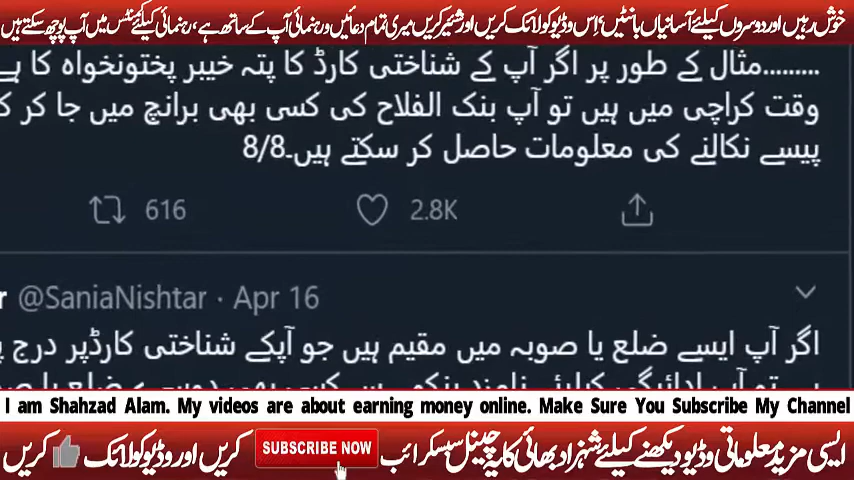 خوش رہیں اور دوسروں کیلئے آسانیاں بانٹیں؛ اِس وڈیو کو لائک کریں اور شیئر کریں میری تمام دعائیں ورہنمائی آپ کے ساتھ ہے، رہنمائی کیلئے کمنٹس میں آپ پوچھ سکتے ہیں
.........مثال کے طور پر اگر آپ کے شناختی کارڈ کا پتہ خیبر پختونخواہ کا ہے
وقت کراچی میں ہیں تو آپ بنک الفلاح کی کسی بھی برانچ میں جا کر
پیسے نکالنے کی معلومات حاصل کر سکتے ہیں۔8/8
616 2.8K
@SaniaNishtar · Apr 16
اگر آپ ایسے ضلع یا صوبہ میں مقیم ہیں جو آپکے شناختی کارڈپر درج
I am Shahzad Alam. My videos are about earning money online. Make Sure You Subscribe My Channel
ایسی مزید معلوماتی وڈیو دیکھنے کیلئے شہزاد بھائی کا یہ چینل سبسکرائب SUBSCRIBE NOW کریں اور وڈیو کو لائک کریں